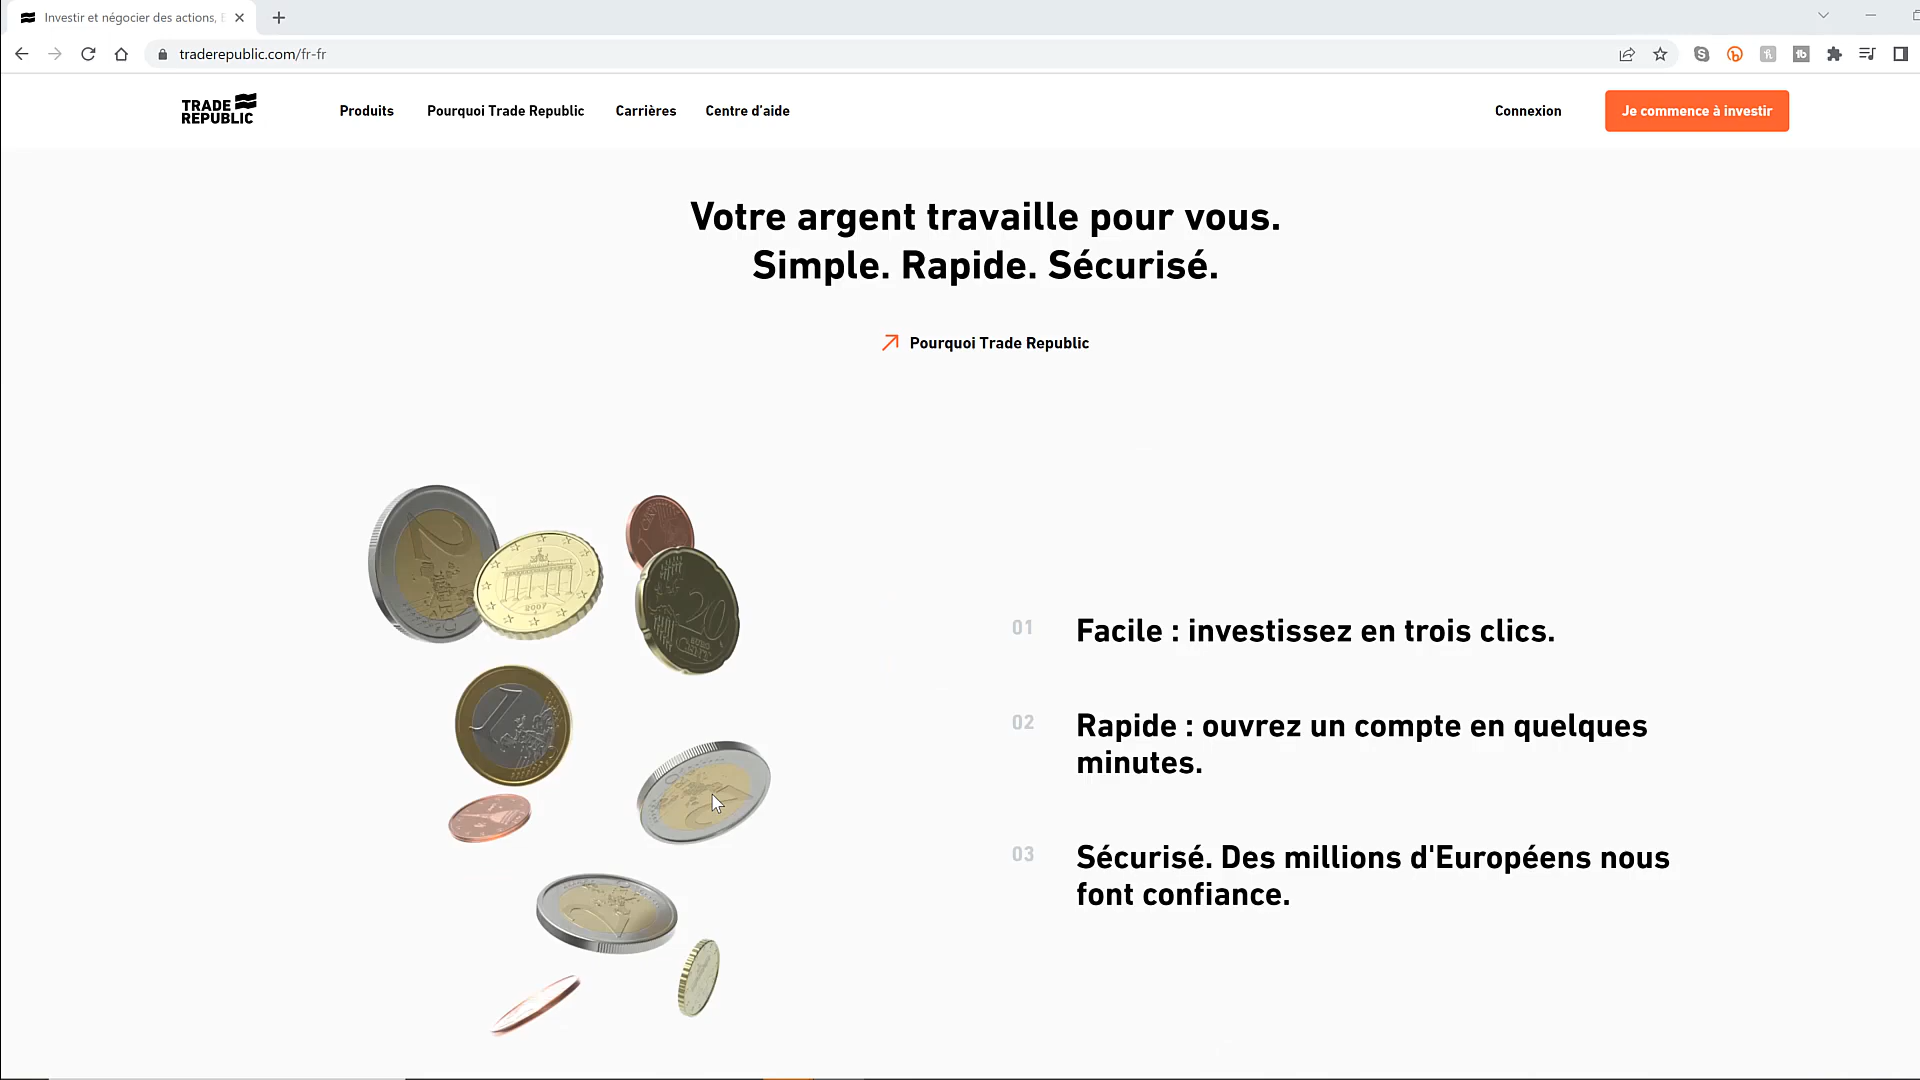 Investir et négocier des actions,
traderepublic.com/fr-fr
TRADE
REPUBLIC
Produits
Pourquoi Trade Republic
Carrières
Centre d'aide
Connexion
Je commence à investir
Votre argent travaille pour vous.
Simple. Rapide. Sécurisé.
Pourquoi Trade Republic
2007
20
01
Facile : investissez en trois clics.
02
Rapide : ouvrez un compte en quelques
minutes.
03
Sécurisé. Des millions d'Européens nous
font confiance.